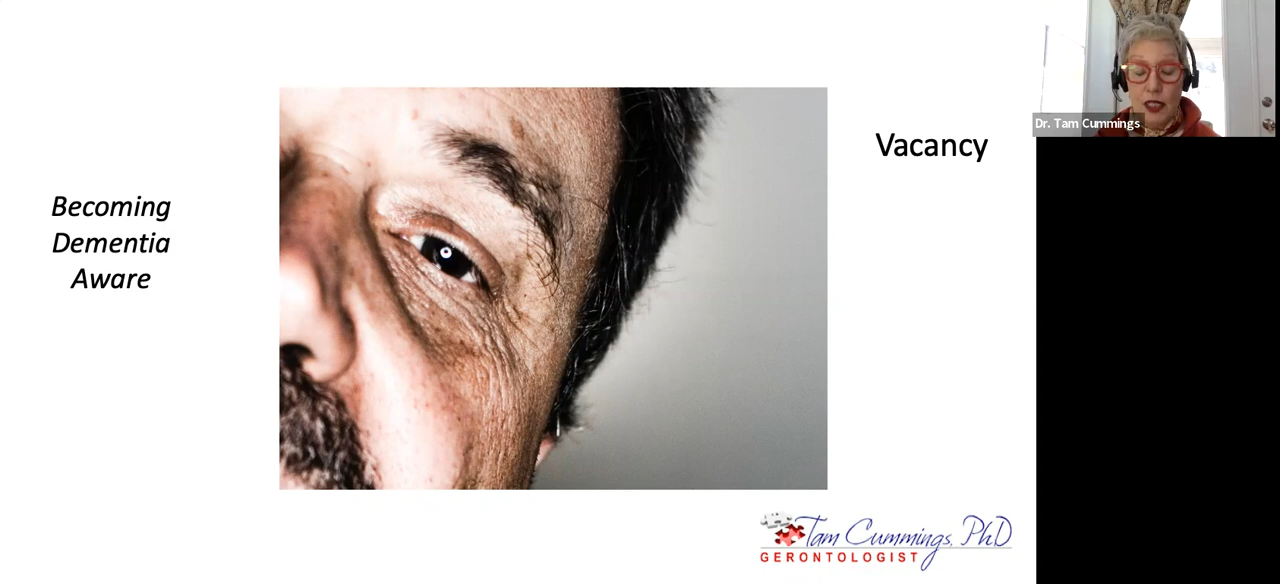 Becoming
Dementia
Aware
Vacancy
Dr. Tam Cummings
Tam Cummings, PhD
GERONTOLOGIST